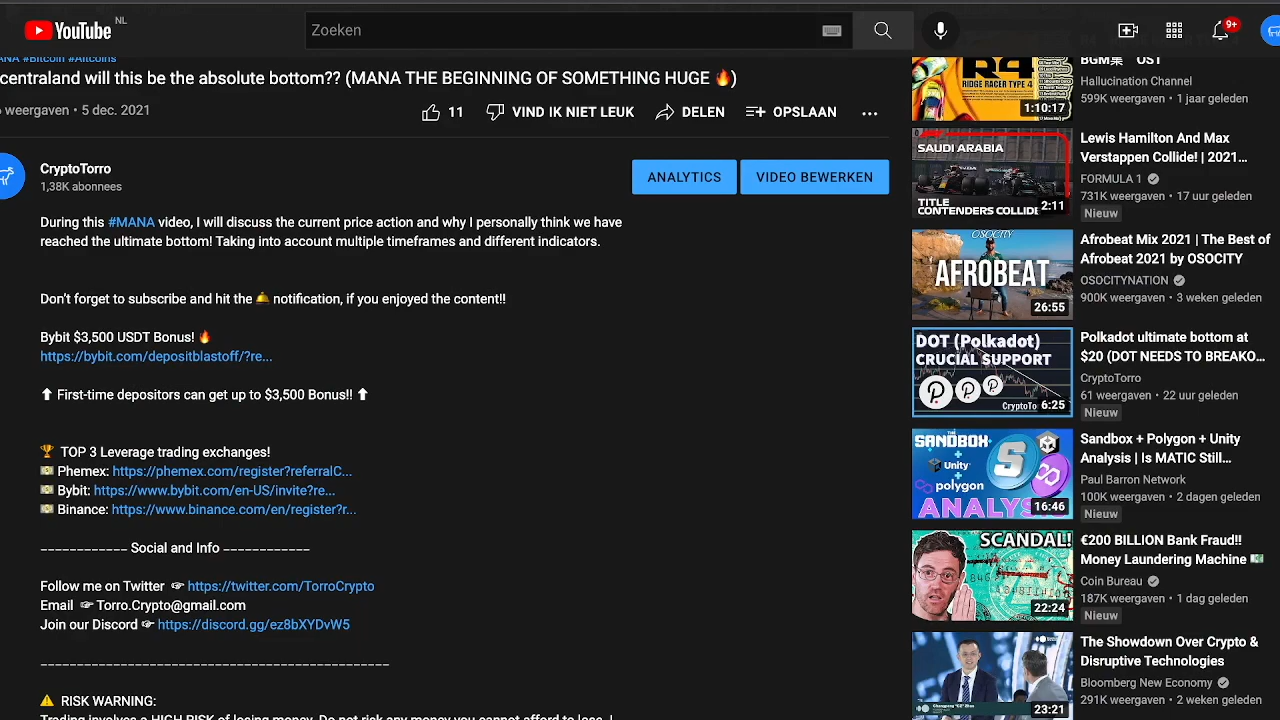 YouTube NL
Zoeken
9+
MANA #Bitcoin #Altcoins
centraland will this be the absolute bottom?? (MANA THE BEGINNING OF SOMETHING HUGE 🔥)
weergaven • 5 dec. 2021
11
VIND IK NIET LEUK
DELEN
OPSLAAN
CryptoTorro
1,38K abonnees
ANALYTICS
VIDEO BEWERKEN
During this #MANA video, I will discuss the current price action and why I personally think we have
reached the ultimate bottom! Taking into account multiple timeframes and different indicators.
Don't forget to subscribe and hit the 🛎 notification, if you enjoyed the content!!
Bybit $3,500 USDT Bonus! 🔥
https://bybit.com/depositblastoff/?re...
⬆ First-time depositors can get up to $3,500 Bonus!! ⬆
🏆 TOP 3 Leverage trading exchanges!
💵 Phemex: https://phemex.com/register?referralC...
💵 Bybit: https://www.bybit.com/en-US/invite?re...
💵 Binance: https://www.binance.com/en/register?r...
____________ Social and Info ____________
Follow me on Twitter ☞ https://twitter.com/TorroCrypto
Email ☞ Torro.Crypto@gmail.com
Join our Discord ☞ https://discord.gg/ez8bXYDvW5
⚠ RISK WARNING:
Trading involves a HIGH RISK of losing money. Do not risk any money you cannot afford to lose. I
R4
RIDGE RACER TYPE 4
1:10:17
BGM集 OST
Hallucination Channel
599K weergaven • 1 jaar geleden
SAUDI ARABIA
TITLE
CONTENDERS COLLIDE
2:11
Lewis Hamilton And Max
Verstappen Collide! | 2021...
FORMULA 1
731K weergaven • 17 uur geleden
Nieuw
OSOCITY
AFROBEAT
26:55
Afrobeat Mix 2021 | The Best of
Afrobeat 2021 by OSOCITY
OSOCITYNATION
900K weergaven • 3 weken geleden
DOT (Polkadot)
CRUCIAL SUPPORT
CryptoTo
6:25
Polkadot ultimate bottom at
$20 (DOT NEEDS TO BREAKO...
CryptoTorro
61 weergaven • 22 uur geleden
Nieuw
THE
SANDBOX
+
Unity
+
polygon
ANALYSIS
16:46
Sandbox + Polygon + Unity
Analysis | Is MATIC Still...
Paul Barron Network
100K weergaven • 2 dagen geleden
Nieuw
SCANDAL!
22:24
€200 BILLION Bank Fraud!!
Money Laundering Machine 💵
Coin Bureau
187K weergaven • 1 dag geleden
Nieuw
Changpeng "CZ" Zhao
23:21
The Showdown Over Crypto &
Disruptive Technologies
Bloomberg New Economy
291K weergaven • 2 weken geleden